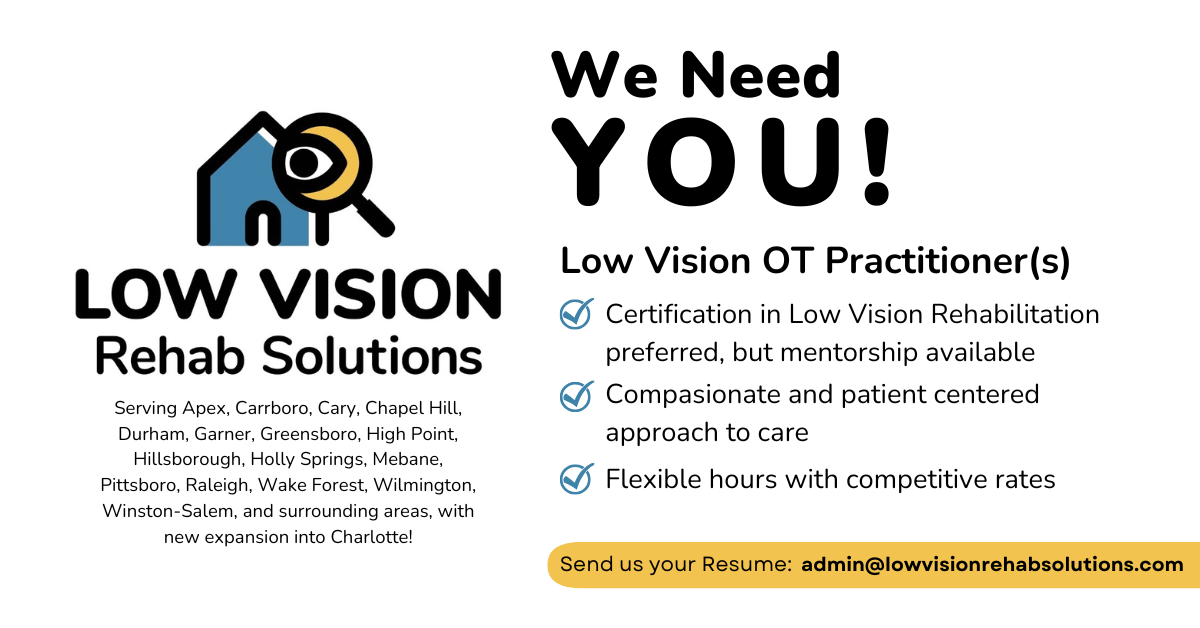 LOW VISION
Rehab Solutions
Serving Apex, Carrboro, Cary, Chapel Hill,
Durham, Garner, Greensboro, High Point,
Hillsborough, Holly Springs, Mebane,
Pittsboro, Raleigh, Wake Forest, Wilmington,
Winston-Salem, and surrounding areas, with
new expansion into Charlotte!
We Need
YOU!
Low Vision OT Practitioner(s)
Certification in Low Vision Rehabilitation
preferred, but mentorship available
Compasionate and patient centered
approach to care
Flexible hours with competitive rates
Send us your Resume: admin@lowvisionrehabsolutions.com